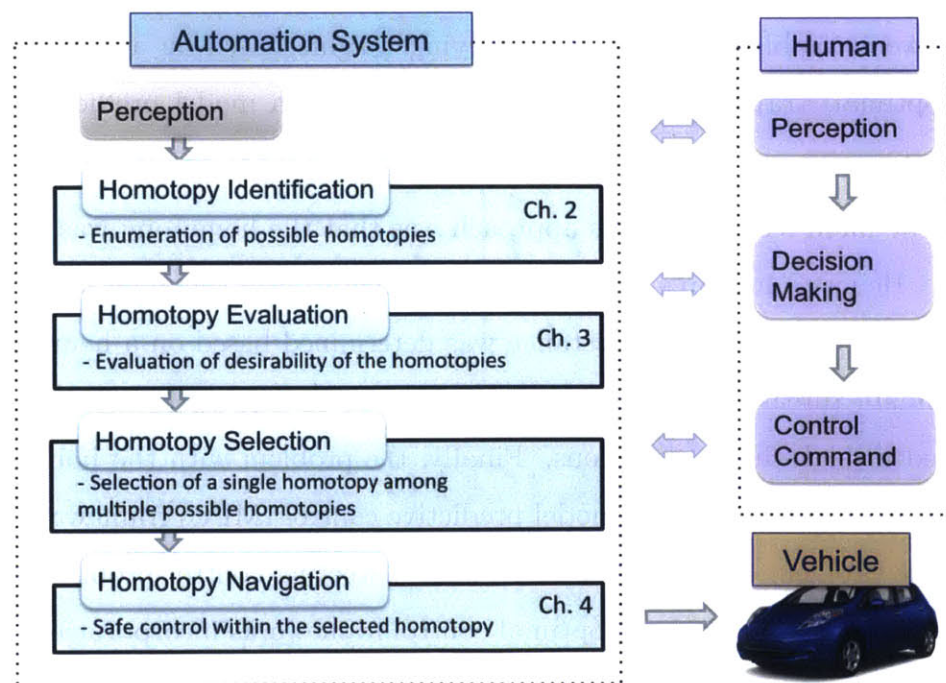 Automation System
Perception
Homotopy Identification
Ch. 2
- Enumeration of possible homotopies
Homotopy Evaluation
Ch. 3
- Evaluation of desirability of the homotopies
Homotopy Selection
- Selection of a single homotopy among
multiple possible homotopies
Homotopy Navigation
Ch. 4
- Safe control within the selected homotopy
Human
Perception
Decision
Making
Control
Command
Vehicle